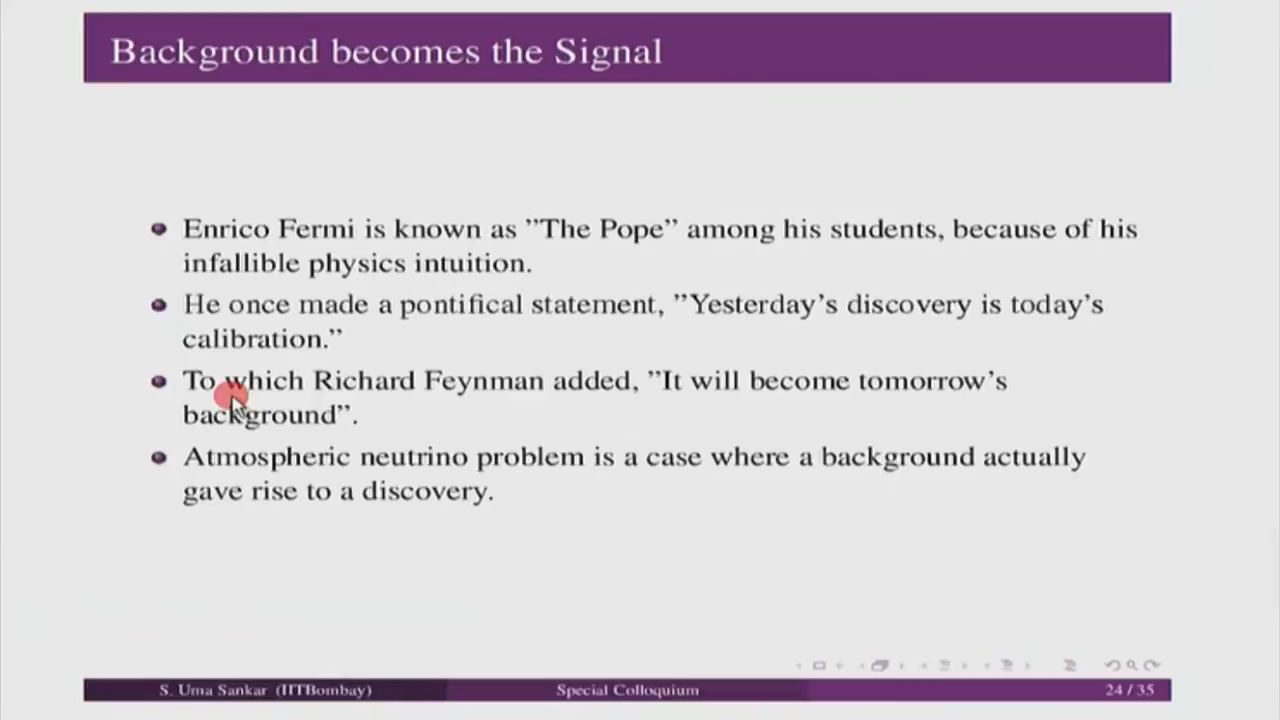 Background becomes the Signal
Enrico Fermi is known as ”The Pope” among his students, because of his
infallible physics intuition.
He once made a pontifical statement, ”Yesterday’s discovery is today’s
calibration.”
To which Richard Feynman added, ”It will become tomorrow’s
background”.
Atmospheric neutrino problem is a case where a background actually
gave rise to a discovery.
S. Uma Sankar (IITBombay) Special Colloquium 24 / 35